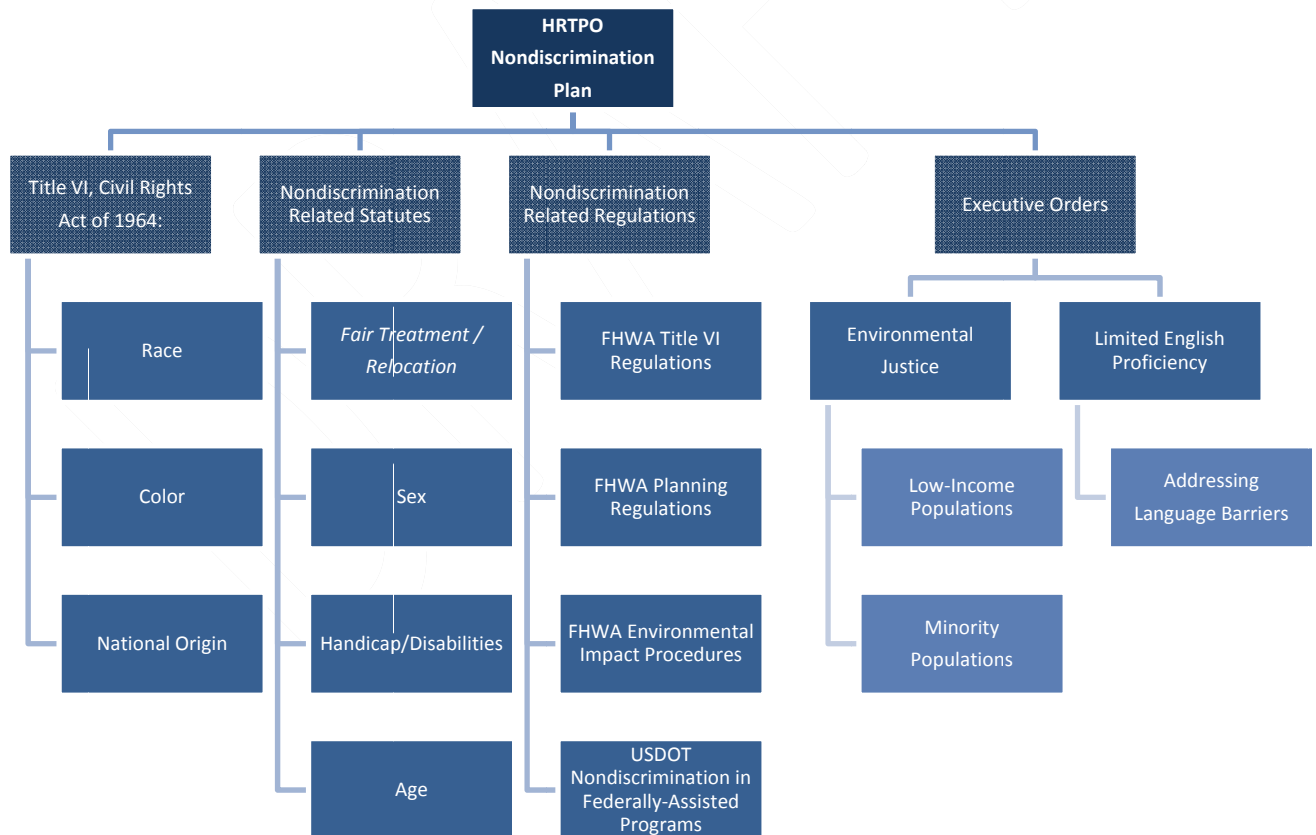 HRTPO
Nondiscrimination
Plan
Title VI, Civil Rights
Act of 1964:
Race
Color
National Origin
Nondiscrimination
Related Statutes
Fair Treatment /
Relocation
Sex
Handicap/Disabilities
Age
Nondiscrimination
Related Regulations
FHWA Title VI
Regulations
FHWA Planning
Regulations
FHWA Environmental
Impact Procedures
USDOT
Nondiscrimination in
Federally-Assisted
Programs
Executive Orders
Environmental
Justice
Low-Income
Populations
Minority
Populations
Limited English
Proficiency
Addressing
Language Barriers